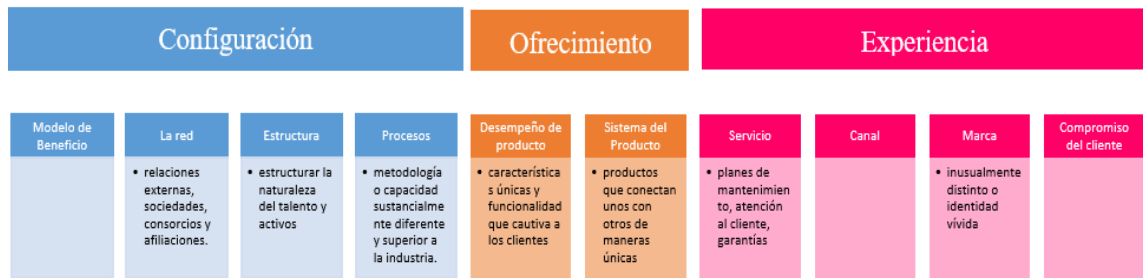 Configuración
Ofrecimiento
Experiencia
Modelo de
Beneficio
La red
• relaciones
externas,
sociedades,
consorcios y
afiliaciones.
Estructura
• estructurar la
naturaleza
del talento y
activos
Procesos
• metodología
o capacidad
sustancialme
nte diferente
y superior a
la industria.
Desempeño de
producto
• característica
s únicas y
funcionalidad
que cautiva a
los clientes
Sistema del
Producto
• productos
que conectan
unos con
otros de
maneras
únicas
Servicio
• planes de
mantenimien
to, atención
al cliente,
garantías
Canal
Marca
• inusualmente
distinto o
identidad
vívida
Compromiso
del cliente